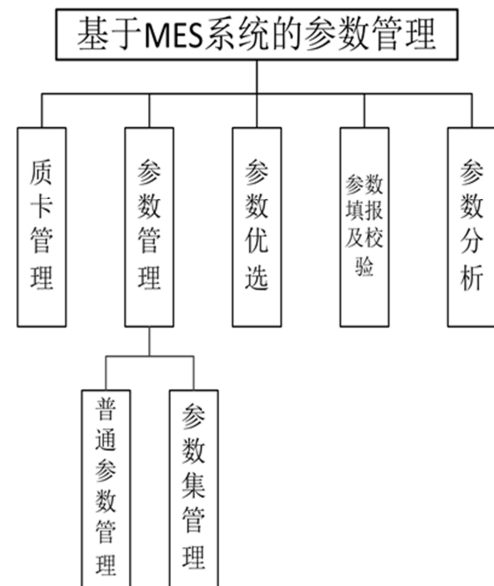 基于MES系统的参数管理
质卡管理
参数管理
参数优选
参数填报及校验
参数分析
普通参数管理
参数集管理